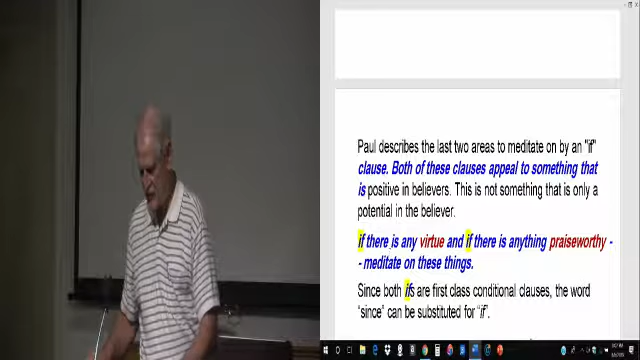 Paul describes the last two areas to meditate on by an "if"
clause. Both of these clauses appeal to something that
is positive in believers. This is not something that is only a
potential in the believer.
if there is any virtue and if there is anything praiseworthy -
- meditate on these things.
Since both ifs are first class conditional clauses, the word
"since" can be substituted for "if".